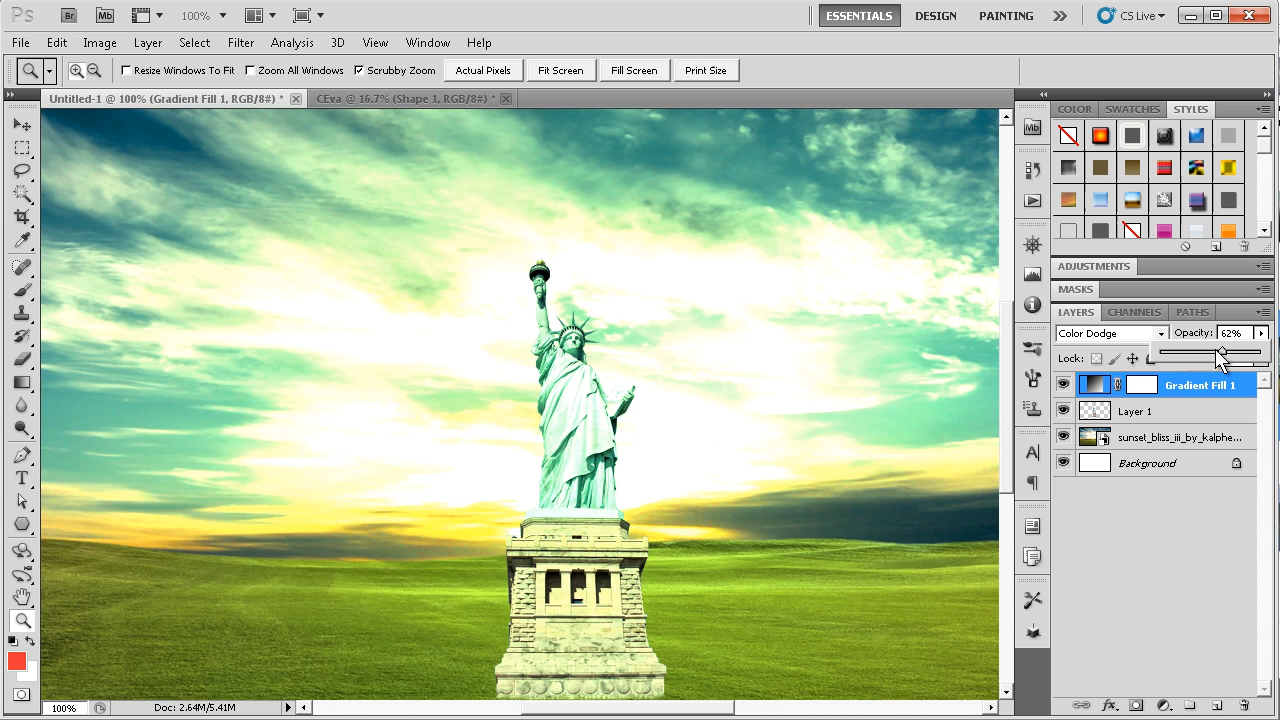 Ps Br Mb 100% ESSENTIALS DESIGN PAINTING CS Live
File Edit Image Layer Select Filter Analysis 3D View Window Help
Resize Windows To Fit Zoom All Windows Scrubby Zoom Actual Pixels Fit Screen Fill Screen Print Size
Untitled-1 @ 100% (Gradient Fill 1, RGB/8#) * CEva @ 16.7% (Shape 1, RGB/8#) *
COLOR SWATCHES STYLES
Mb
ADJUSTMENTS
MASKS
LAYERS CHANNELS PATHS
Color Dodge Opacity: 62%
Lock:
Gradient Fill 1
Layer 1
sunset_bliss_iii_by_kalphe...
Background
100% Doc: 2.64M/5.41M